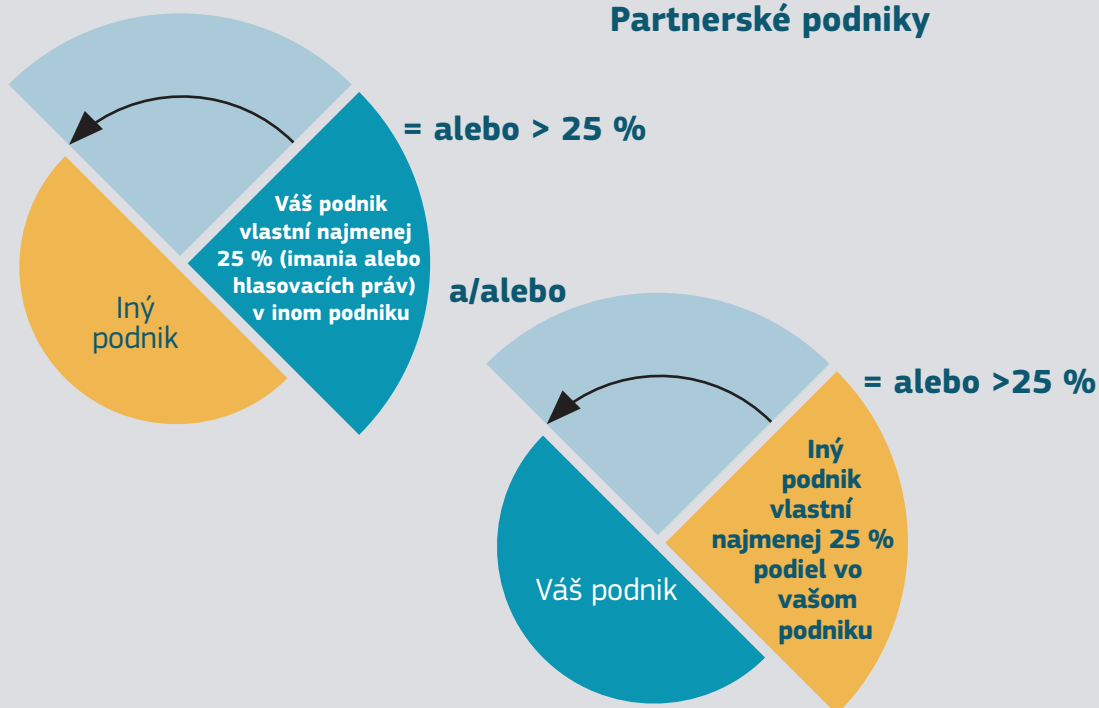 Partnerské podniky
= alebo > 25 %
Váš podnik
vlastní najmenej
25 % (imania alebo
hlasovacích práv)
v inom podniku
Iný
podnik
a/alebo
= alebo >25 %
Iný
podnik
vlastní
najmenej 25 %
podiel vo
vašom
podniku
Váš podnik